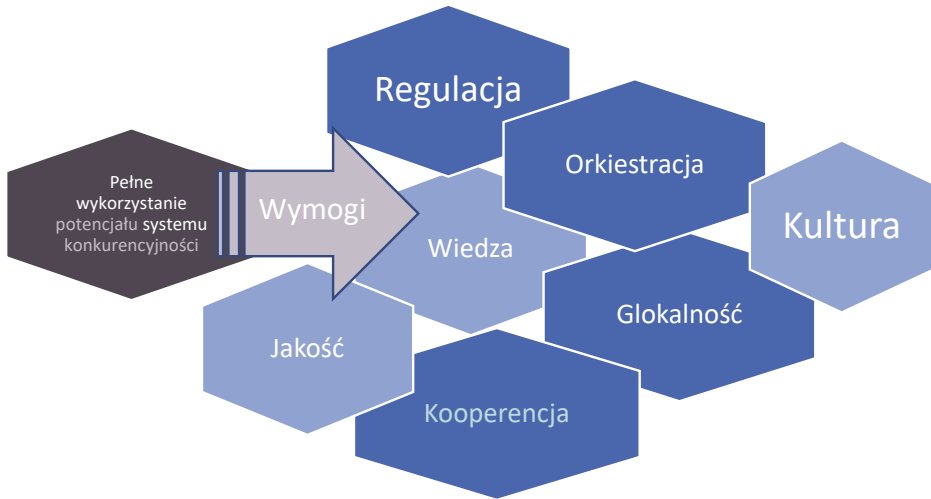 Regulacja
Orkiestracja
Pełne
wykorzystanie
potencjału systemu
konkurencyjności
Wymogi
Wiedza
Kultura
Jakość
Glokalność
Kooperencja